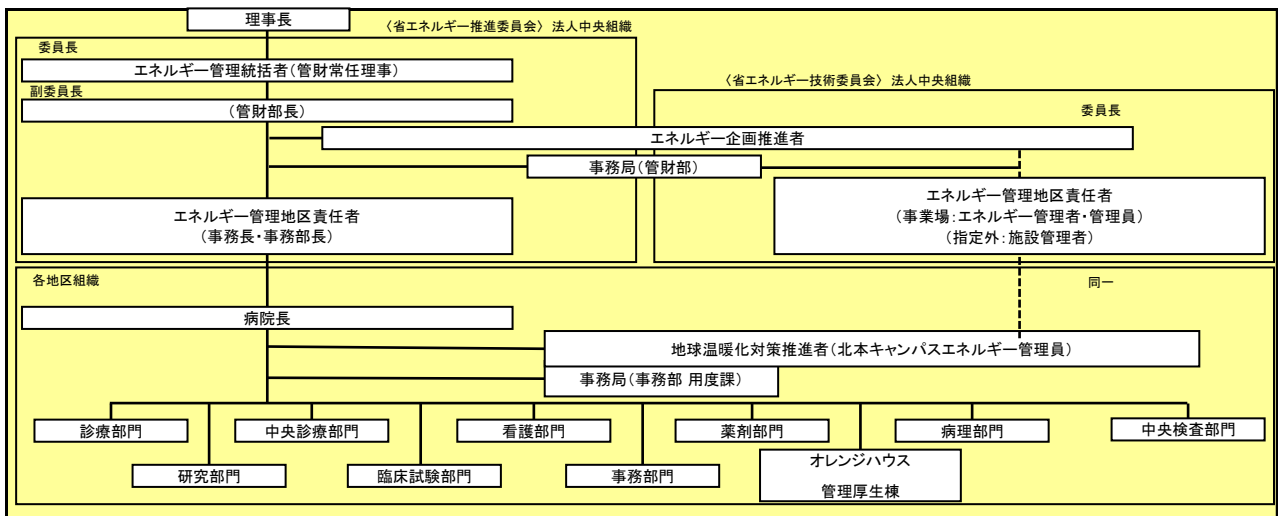 理事長
〈省エネルギー推進委員会〉法人中央組織
委員長
エネルギー管理統括者(管財常任理事)
〈省エネルギー技術委員会〉法人中央組織
副委員長
(管財部長)
委員長
エネルギー企画推進者
事務局(管財部)
エネルギー管理地区責任者
(事務長・事務部長)
エネルギー管理地区責任者
(事業場:エネルギー管理者・管理員)
(指定外:施設管理者)
各地区組織
同一
病院長
地球温暖化対策推進者(北本キャンパスエネルギー管理員)
事務局(事務部 用度課)
診療部門
中央診療部門
看護部門
薬剤部門
病理部門
中央検査部門
研究部門
臨床試験部門
事務部門
オレンジハウス
管理厚生棟